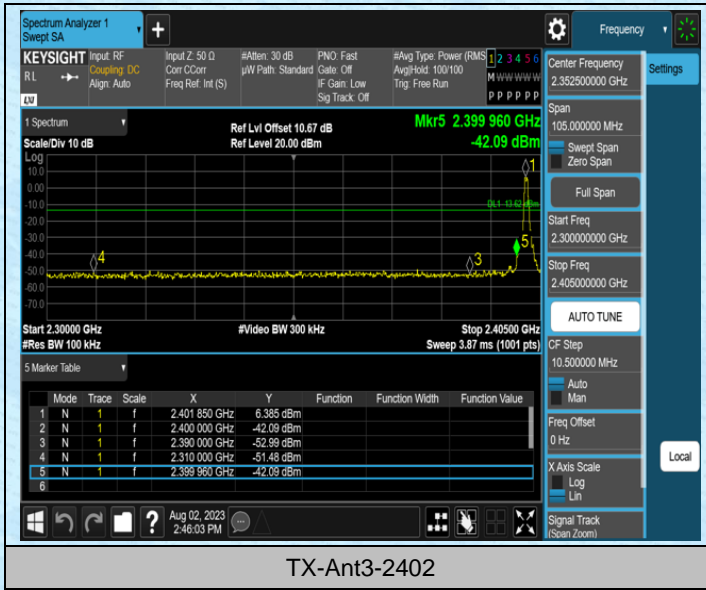 Spectrum Analyzer 1
Swept SA
+
Frequency
KEYSIGHT
R L
LXI
Input: RF
Coupling: DC
Align: Auto
Input Z: 50 Ω
Corr CCorr
Freq Ref: Int (S)
#Atten: 30 dB
µW Path: Standard
PNO: Fast
Gate: Off
IF Gain: Low
Sig Track: Off
#Avg Type: Power (RMS
Avg|Hold: 100/100
Trig: Free Run
1 2 3 4 5 6
M W W W W W
P P P P P P
Settings
1 Spectrum
Scale/Div 10 dB
Ref Lvl Offset 10.67 dB
Ref Level 20.00 dBm
Mkr5 2.399 960 GHz
-42.09 dBm
Log
10.0
0.00
-10.0
-20.0
-30.0
-40.0
-50.0
-60.0
-70.0
1
DL1 -13.62 dBm
5
3
4
Start 2.30000 GHz
#Res BW 100 kHz
#Video BW 300 kHz
Stop 2.40500 GHz
Sweep 3.87 ms (1001 pts)
5 Marker Table
Mode Trace Scale X Y Function Function Width Function Value
1 N 1 f 2.401 850 GHz 6.385 dBm
2 N 1 f 2.400 000 GHz -42.09 dBm
3 N 1 f 2.390 000 GHz -52.99 dBm
4 N 1 f 2.310 000 GHz -51.48 dBm
5 N 1 f 2.399 960 GHz -42.09 dBm
6
Center Frequency
2.352500000 GHz
Span
105.000000 MHz
Swept Span
Zero Span
Full Span
Start Freq
2.300000000 GHz
Stop Freq
2.405000000 GHz
AUTO TUNE
CF Step
10.500000 MHz
Auto
Man
Freq Offset
0 Hz
X Axis Scale
Log
Lin
Signal Track
(Span Zoom)
Local
?
Aug 02, 2023
2:46:03 PM
TX-Ant3-2402